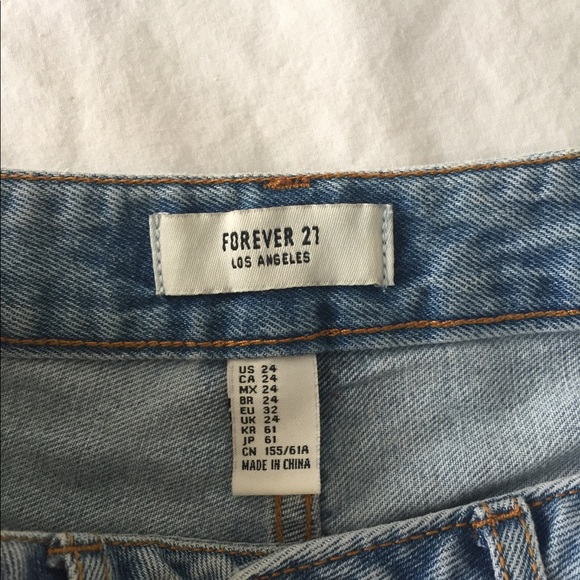 FOREVER 21
LOS ANGELES
US 24
CA 24
MX 24
BR 24
EU 32
UK 24
KR 61
JP 61
CN 155/61A
MADE IN CHINA